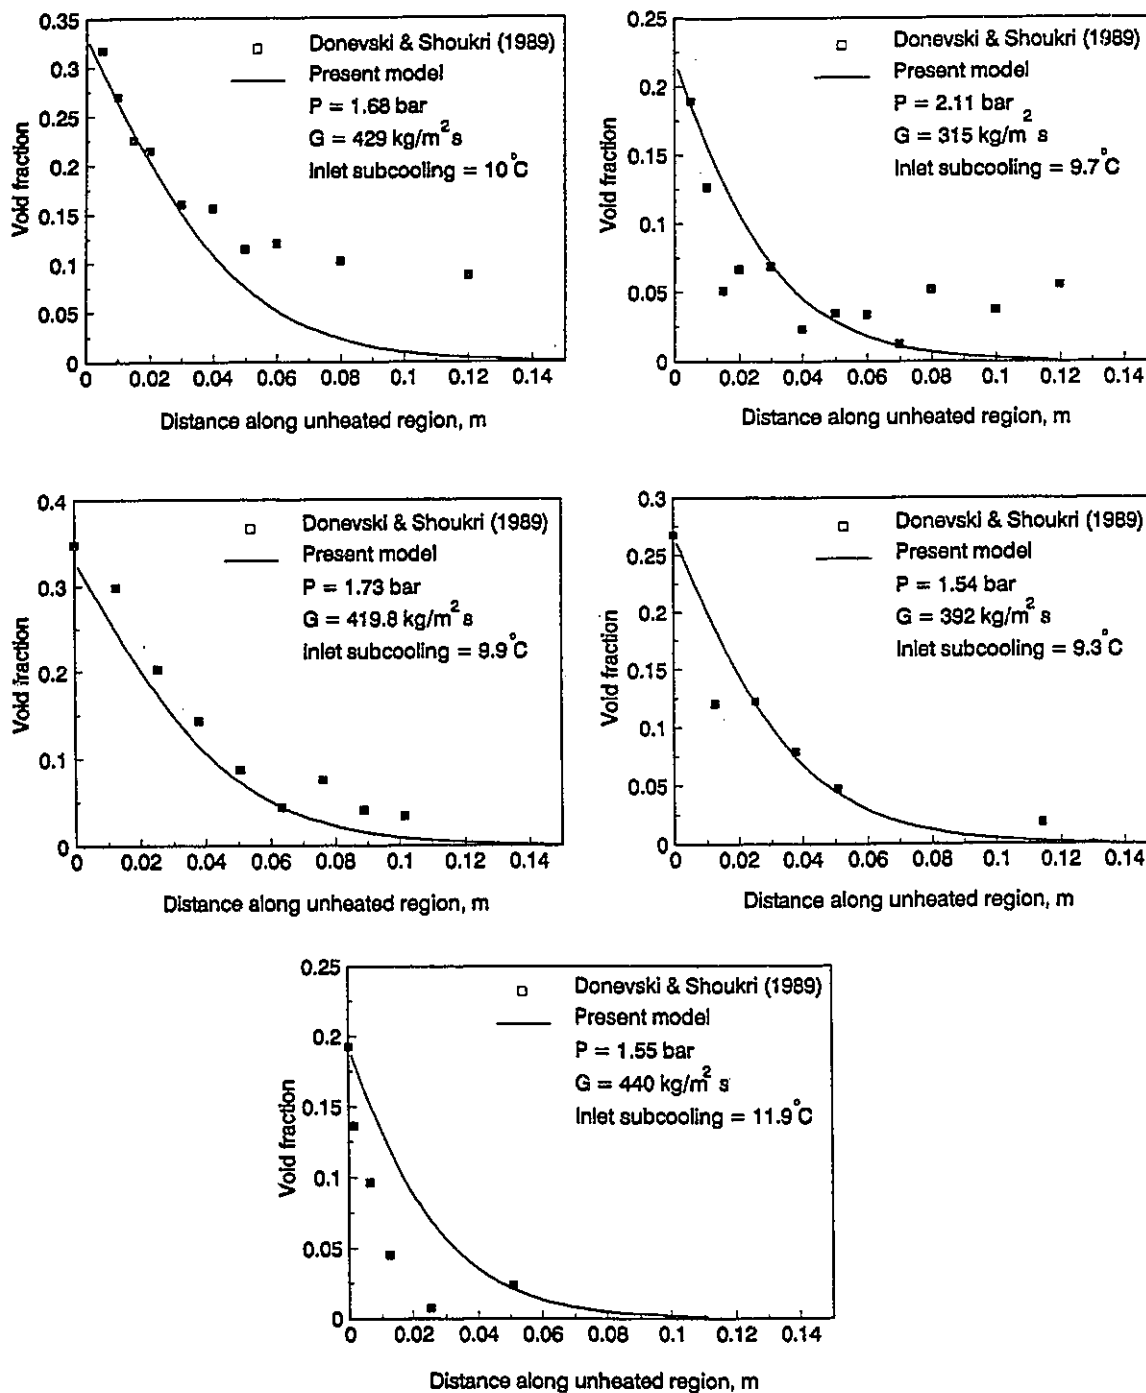 0.35
0.3
0.25
0.2
0.15
0.1
0.05
0
Void fraction
Donevski & Shoukri (1989)
Present model
P = 1.68 bar
G = 429 kg/m² s
Inlet subcooling = 10°C
0 0.02 0.04 0.06 0.08 0.1 0.12 0.14
Distance along unheated region, m
0.25
0.2
0.15
0.1
0.05
0
Void fraction
Donevski & Shoukri (1989)
Present model
P = 2.11 bar
G = 315 kg/m² s
Inlet subcooling = 9.7°C
0 0.02 0.04 0.06 0.08 0.1 0.12 0.14
Distance along unheated region, m
0.4
0.3
0.2
0.1
0
Void fraction
Donevski & Shoukri (1989)
Present model
P = 1.73 bar
G = 419.8 kg/m² s
inlet subcooling = 9.9°C
0 0.02 0.04 0.06 0.08 0.1 0.12 0.14
Distance along unheated region, m
0.3
0.25
0.2
0.15
0.1
0.05
0
Void fraction
Donevski & Shoukri (1989)
Present model
P = 1.54 bar
G = 392 kg/m² s
Inlet subcooling = 9.3°C
0 0.02 0.04 0.06 0.08 0.1 0.12 0.14
Distance along unheated region, m
0.25
0.2
0.15
0.1
0.05
0
Void fraction
Donevski & Shoukri (1989)
Present model
P = 1.55 bar
G = 440 kg/m² s
Inlet subcooling = 11.9°C
0 0.02 0.04 0.06 0.08 0.1 0.12 0.14
Distance along unheated region, m